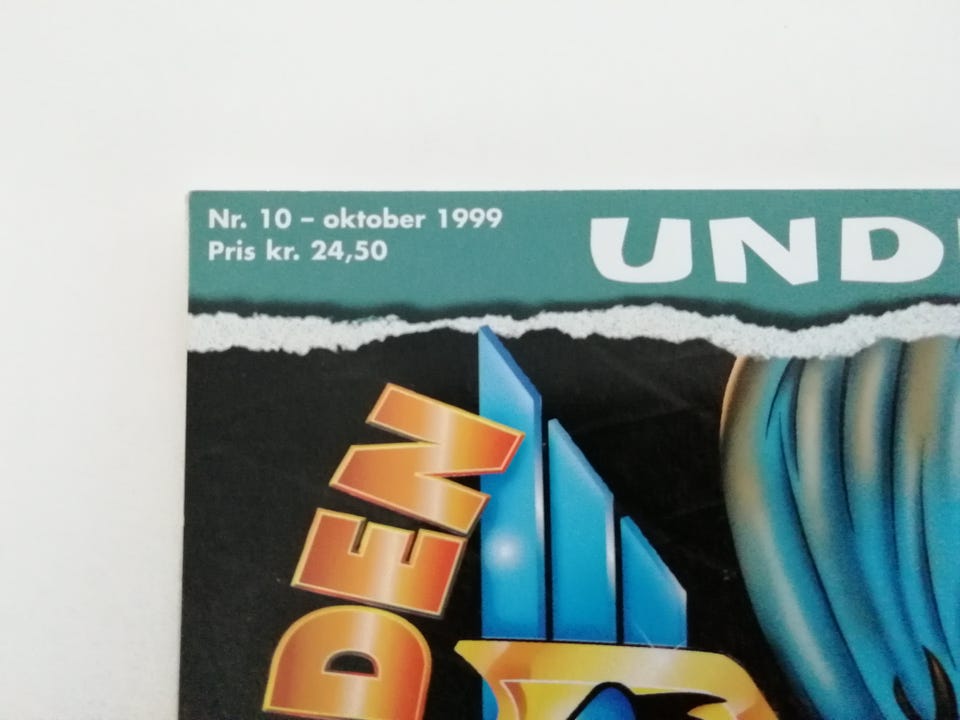 Nr. 10 – oktober 1999
Pris kr. 24,50
UND
DEN